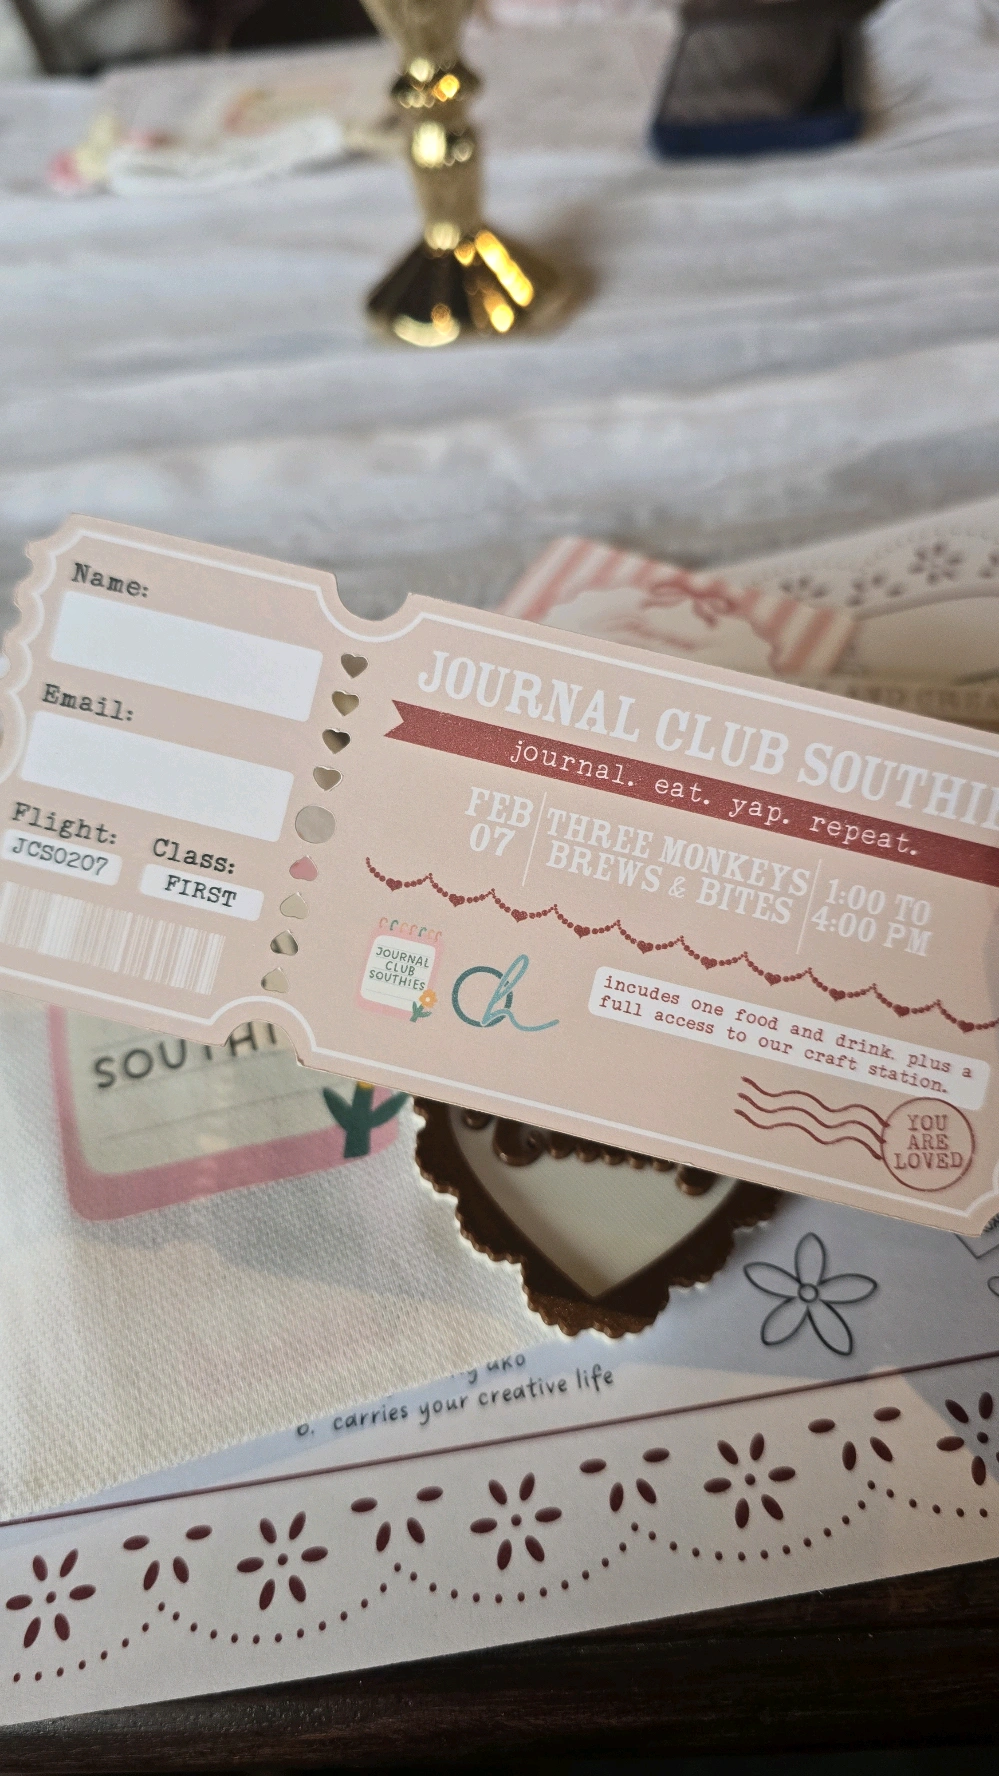 Name:
Email:
Flight:
Class:
JCS0207
FIRST
JOURNAL CLUB SOUTHIE
journal. eat. yap. repeat.
FEB
07
THREE MONKEYS
BREWS & BITES
1:00 TO
4:00 PM
JOURNAL
CLUB
SOUTHIES
incudes one food and drink, plus a
full access to our craft station.
YOU
ARE
LOVED
SOUTHI
carries your creative life